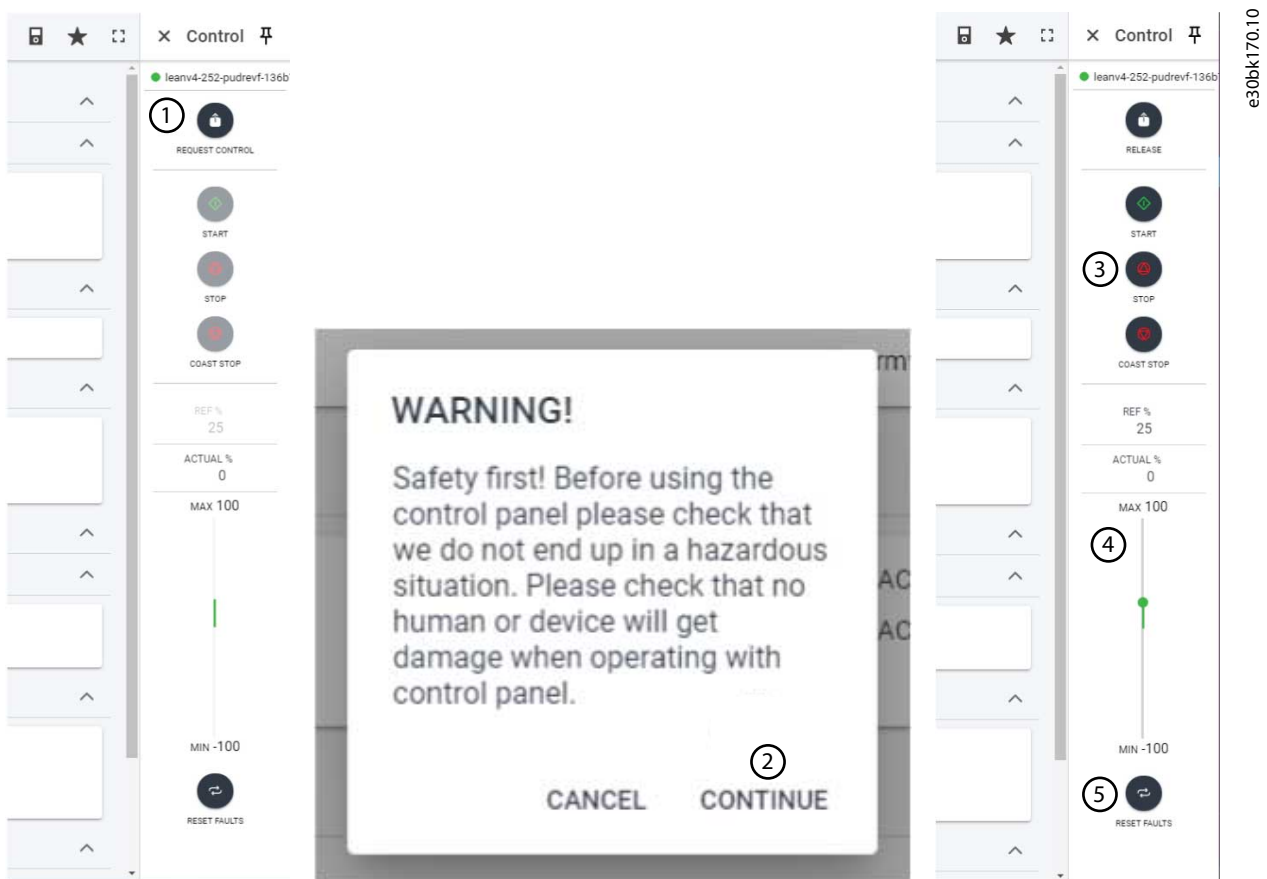 Control
leanv4-252-pudrevf-136b
1
REQUEST CONTROL
START
STOP
COAST STOP
REF %
25
ACTUAL %
0
MAX 100
MIN -100
RESET FAULTS
WARNING!
Safety first! Before using the
control panel please check that
we do not end up in a hazardous
situation. Please check that no
human or device will get
damage when operating with
control panel.
2
CANCEL CONTINUE
rm
AC
AC
Control
leanv4-252-pudrevf-136b
RELEASE
START
3
STOP
COAST STOP
REF %
25
ACTUAL %
0
MAX 100
4
MIN -100
5
RESET FAULTS
e30bk170.10